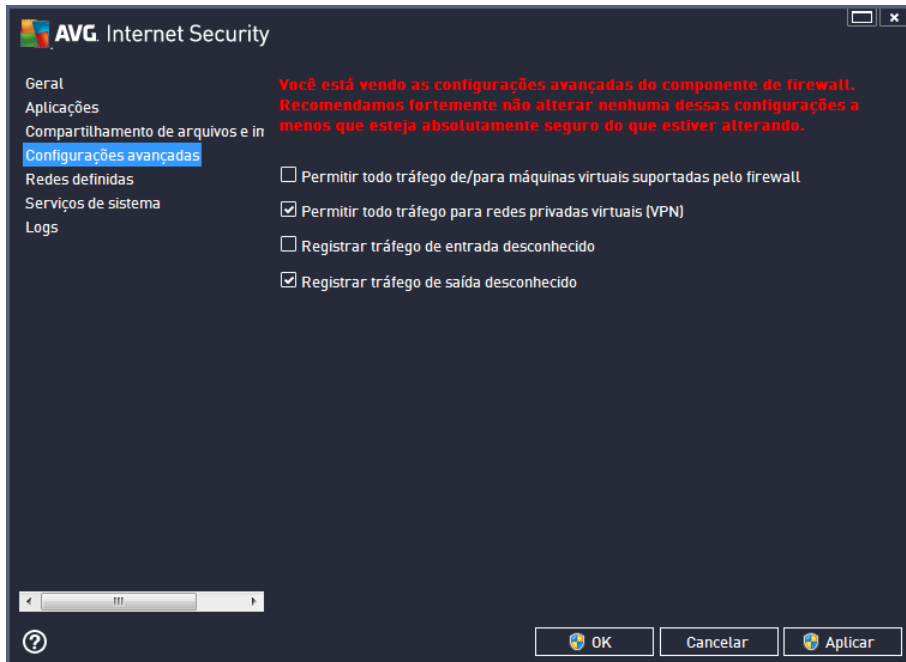 AVG. Internet Security
Geral
Aplicações
Compartilhamento de arquivos e im
Configurações avançadas
Redes definidas
Serviços de sistema
Logs
Você está vendo as configurações avançadas do componente de firewall.
Recomendamos fortemente não alterar nenhuma dessas configurações a
menos que esteja absolutamente seguro do que estiver alterando.
Permitir todo tráfego de/para máquinas virtuais suportadas pelo firewall
Permitir todo tráfego para redes privadas virtuais (VPN)
Registrar tráfego de entrada desconhecido
Registrar tráfego de saída desconhecido
OK
Cancelar
Aplicar